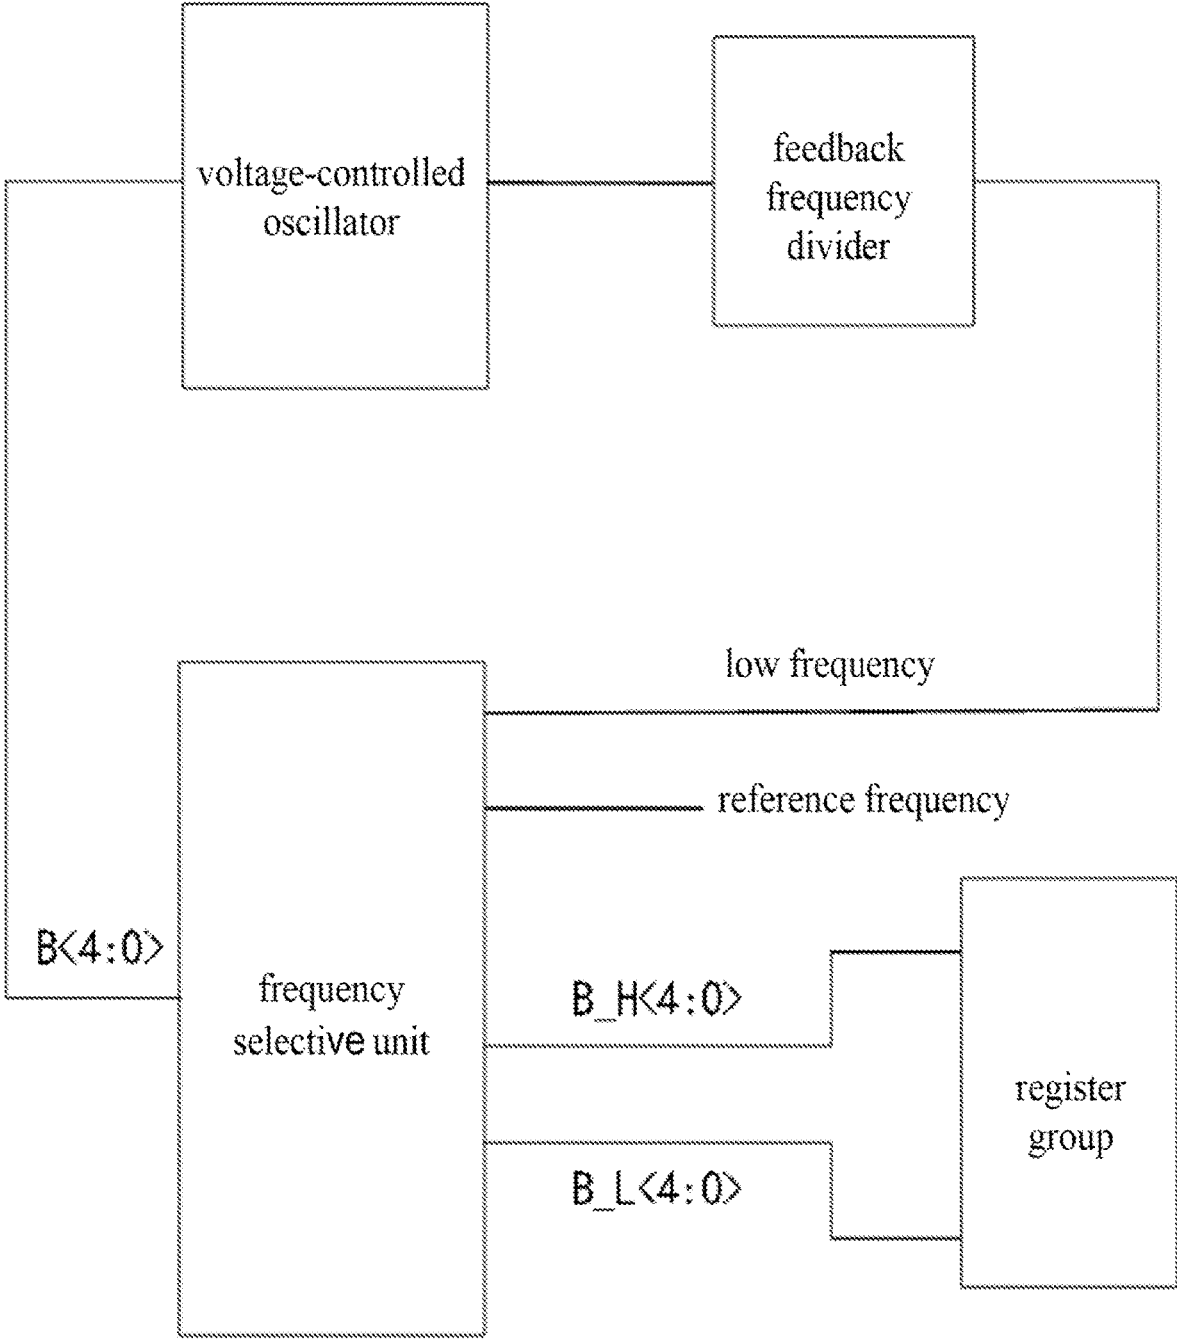 voltage-controlled
oscillator
feedback
frequency
divider
low frequency
reference frequency
B<4:0>
frequency
selective unit
B_H<4:0>
B_L<4:0>
register
group